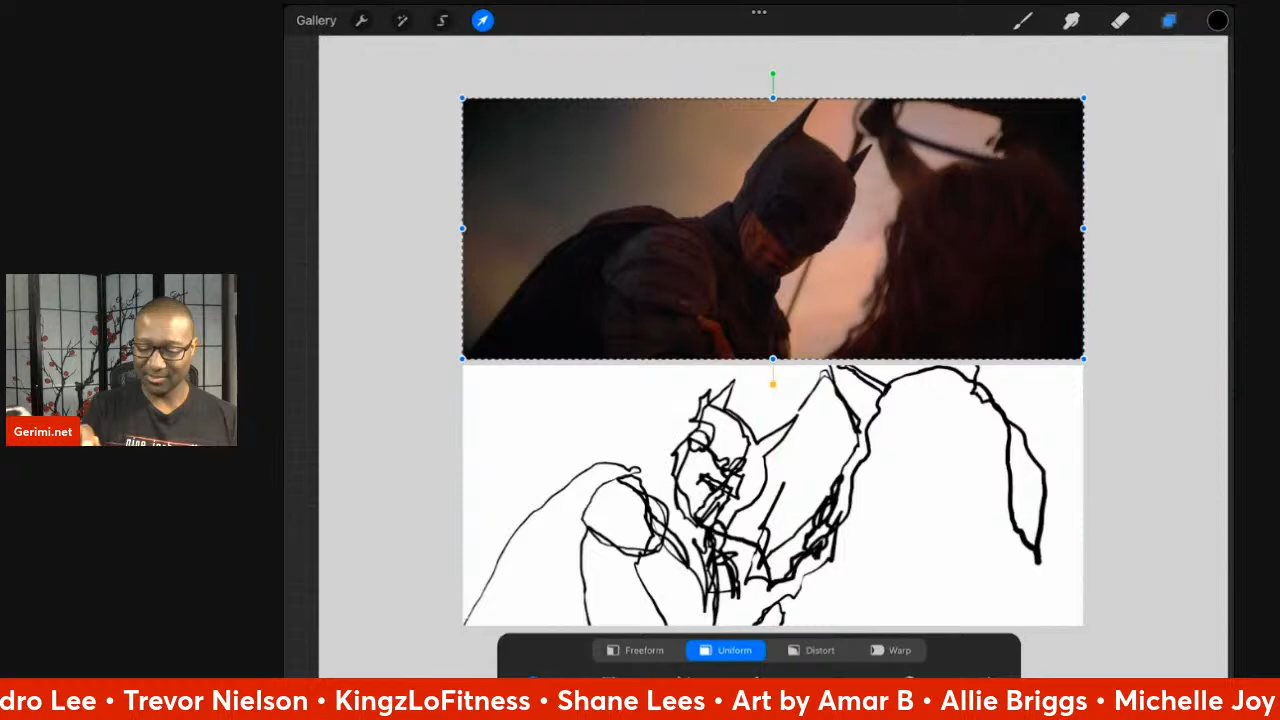 Gallery
Gerimi.net
Freeform
Uniform
Distort
Warp
dro Lee • Trevor Nielson • KingzLoFitness • Shane Lees • Art by Amar B • Allie Briggs • Michelle Joy